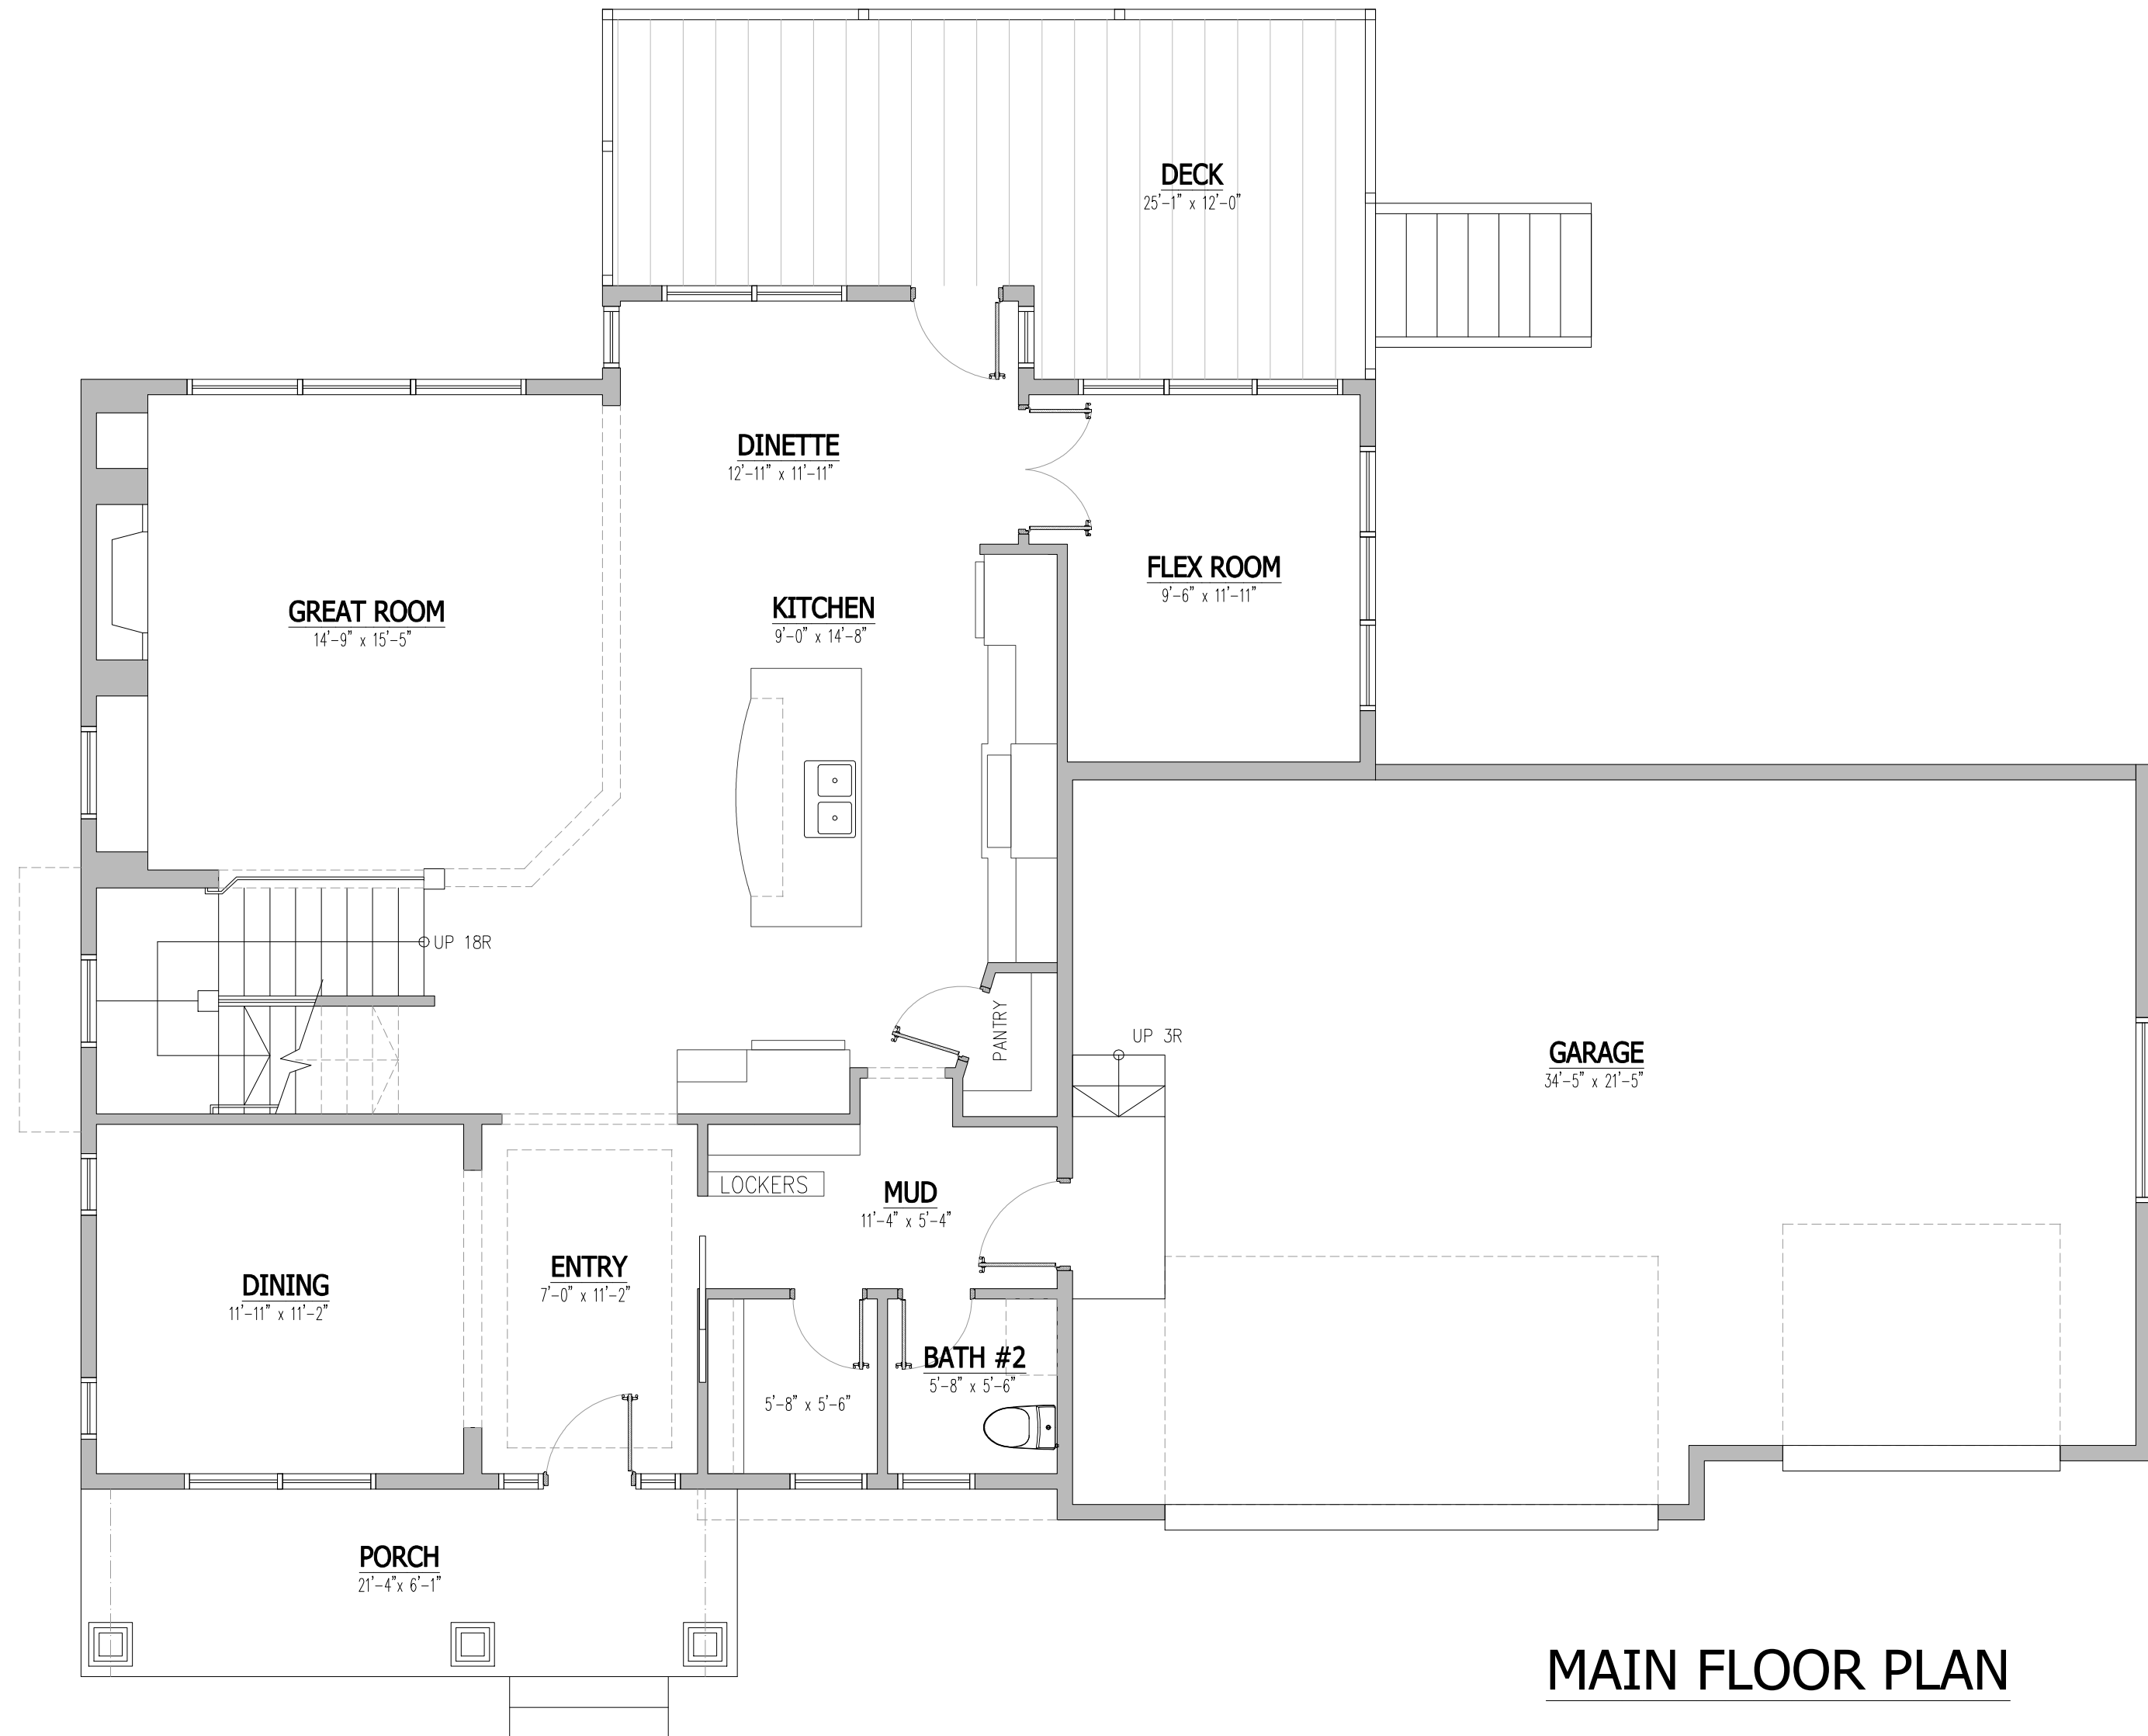 DECK
25'-1" x 12'-0"
DINETTE
12'-11" x 11'-11"
FLEX ROOM
9'-6" x 11'-11"
GREAT ROOM
14'-9" x 15'-5"
KITCHEN
9'-0" x 14'-8"
UP 18R
PANTRY
UP 3R
GARAGE
34'-5" x 21'-5"
LOCKERS
MUD
11'-4" x 5'-4"
ENTRY
7'-0" x 11'-2"
DINING
11'-11" x 11'-2"
BATH #2
5'-8" x 5'-6"
5'-8" x 5'-6"
PORCH
21'-4"x 6'-1"
MAIN FLOOR PLAN